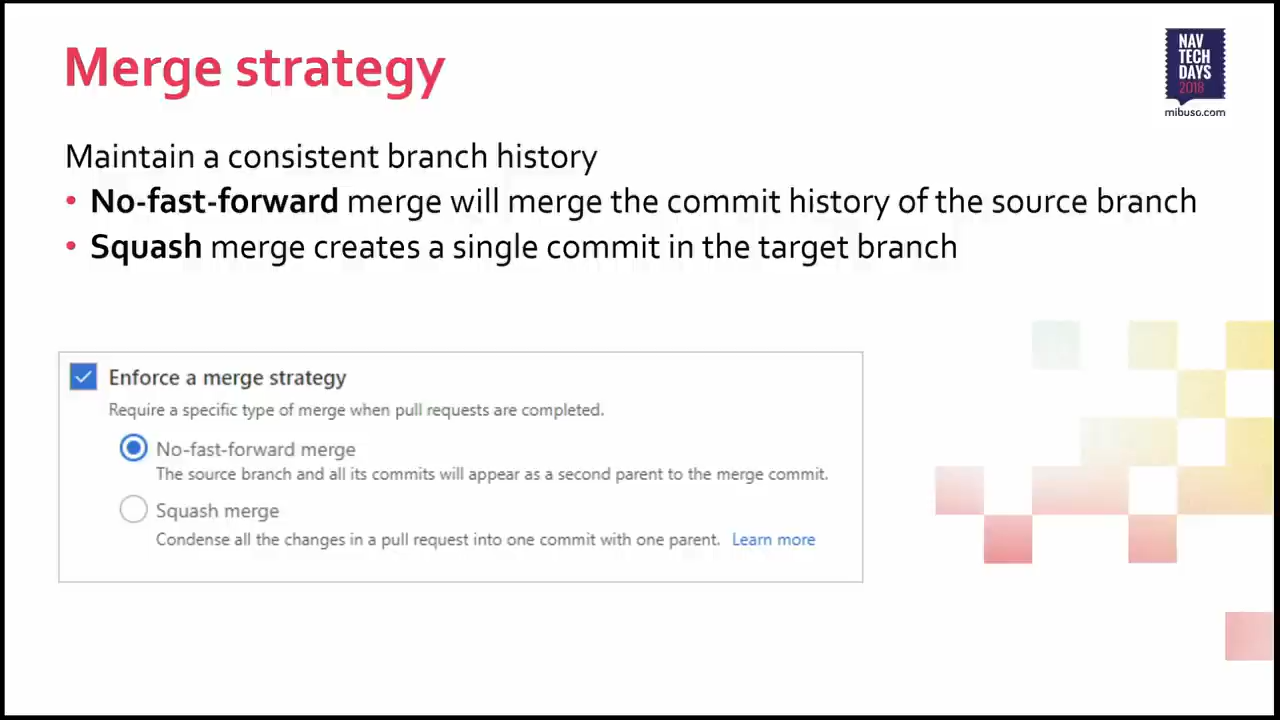 Merge strategy
NAV
TECH
DAYS
2018
mibuso.com
Maintain a consistent branch history
• No-fast-forward merge will merge the commit history of the source branch
• Squash merge creates a single commit in the target branch
Enforce a merge strategy
Require a specific type of merge when pull requests are completed.
No-fast-forward merge
The source branch and all its commits will appear as a second parent to the merge commit.
Squash merge
Condense all the changes in a pull request into one commit with one parent. Learn more